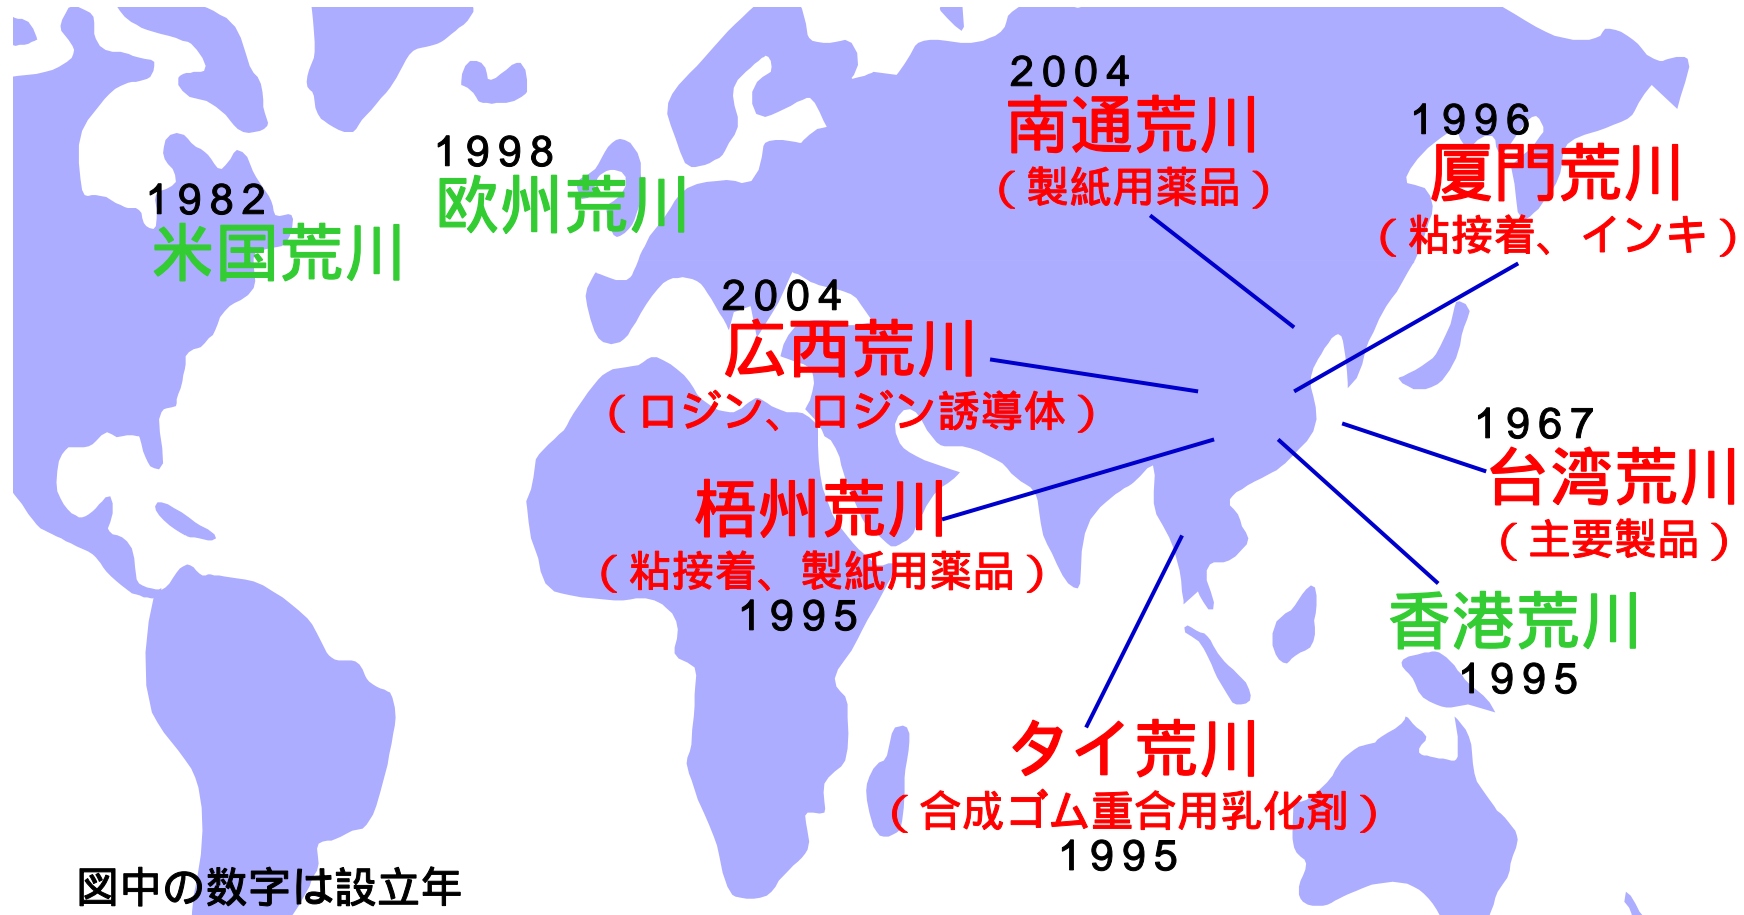 2004
南通荒川
(製紙用薬品)
1996
厦門荒川
(粘接着、インキ)
1998
欧州荒川
1982
米国荒川
2004
広西荒川
(ロジン、ロジン誘導体)
1967
台湾荒川
(主要製品)
梧州荒川
(粘接着、製紙用薬品)
1995
香港荒川
1995
タイ荒川
(合成ゴム重合用乳化剤)
1995
図中の数字は設立年